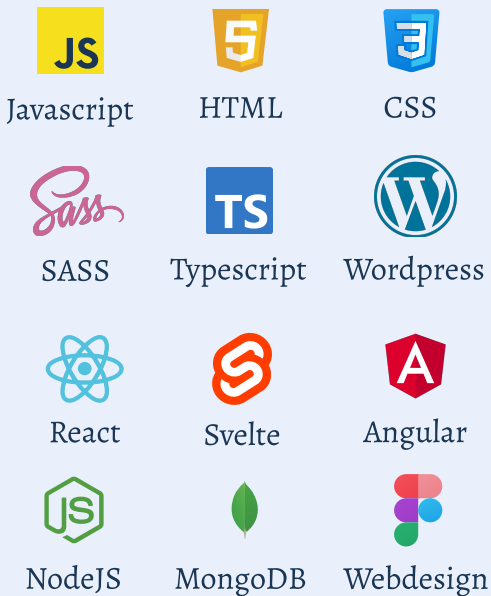 JS
5
3
Javascript HTML CSS
Sass
TS
W
SASS Typescript Wordpress
A
React Svelte Angular
JS
NodeJS MongoDB Webdesign